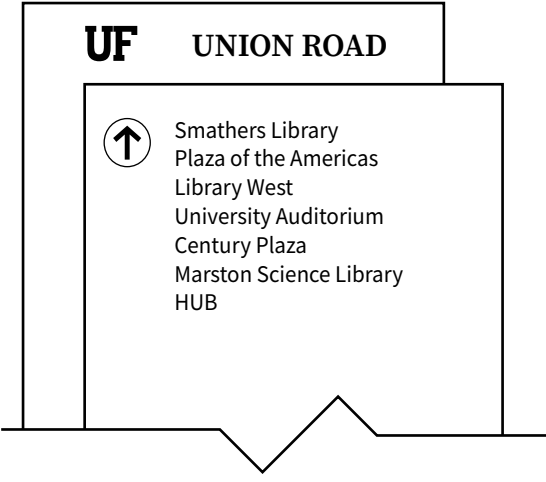 UF UNION ROAD
Smathers Library
Plaza of the Americas
Library West
University Auditorium
Century Plaza
Marston Science Library
HUB